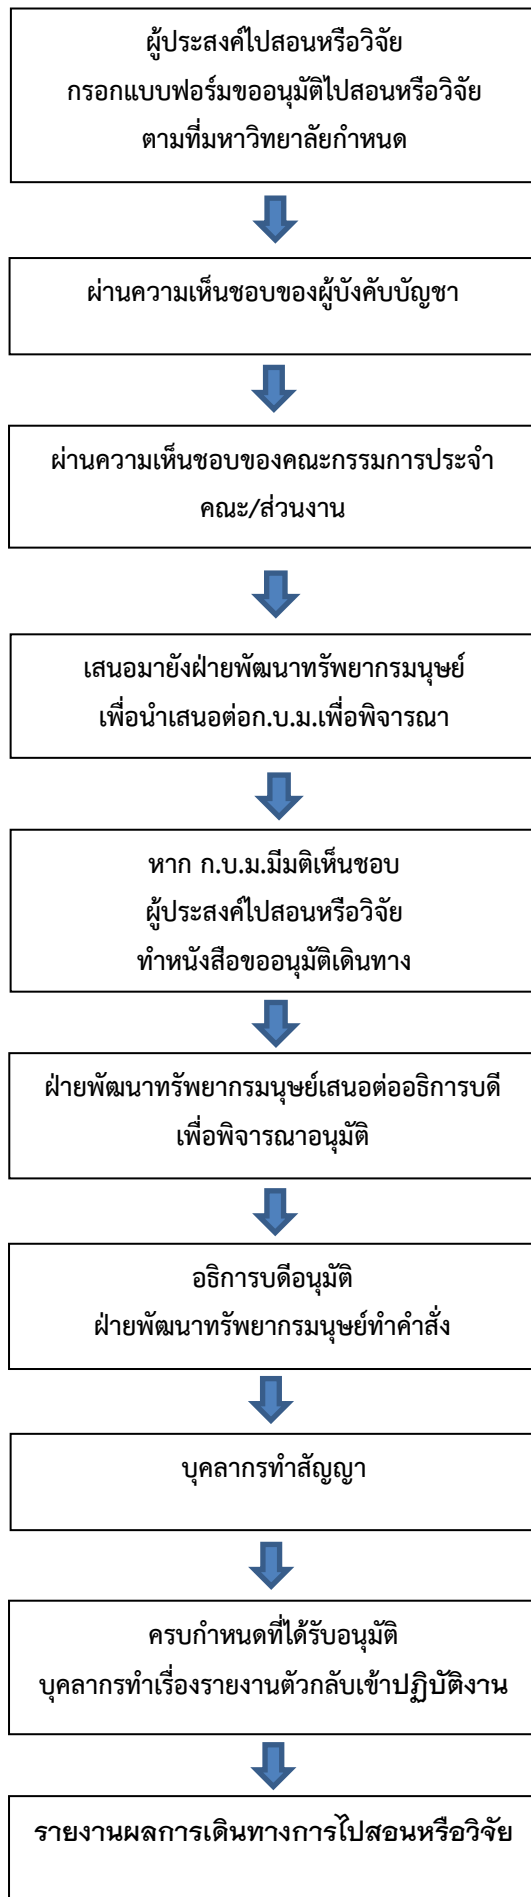 ผู้ประสงค์ไปสอนหรือวิจัย
กรอกแบบฟอร์มขออนุมัติไปสอนหรือวิจัย
ตามที่มหาวิทยาลัยกำหนด
ผ่านความเห็นชอบของผู้บังคับบัญชา
ผ่านความเห็นชอบของคณะกรรมการประจำ
คณะ/ส่วนงาน
เสนอมายังฝ่ายพัฒนาทรัพยากรมนุษย์
เพื่อนำเสนอต่อก.บ.ม.เพื่อพิจารณา
หาก ก.บ.ม.มีมติเห็นชอบ
ผู้ประสงค์ไปสอนหรือวิจัย
ทำหนังสือขออนุมัติเดินทาง
ฝ่ายพัฒนาทรัพยากรมนุษย์เสนอต่ออธิการบดี
เพื่อพิจารณาอนุมัติ
อธิการบดีอนุมัติ
ฝ่ายพัฒนาทรัพยากรมนุษย์ทำคำสั่ง
บุคลากรทำสัญญา
ครบกำหนดที่ได้รับอนุมัติ
บุคลากรทำเรื่องรายงานตัวกลับเข้าปฏิบัติงาน
รายงานผลการเดินทางการไปสอนหรือวิจัย